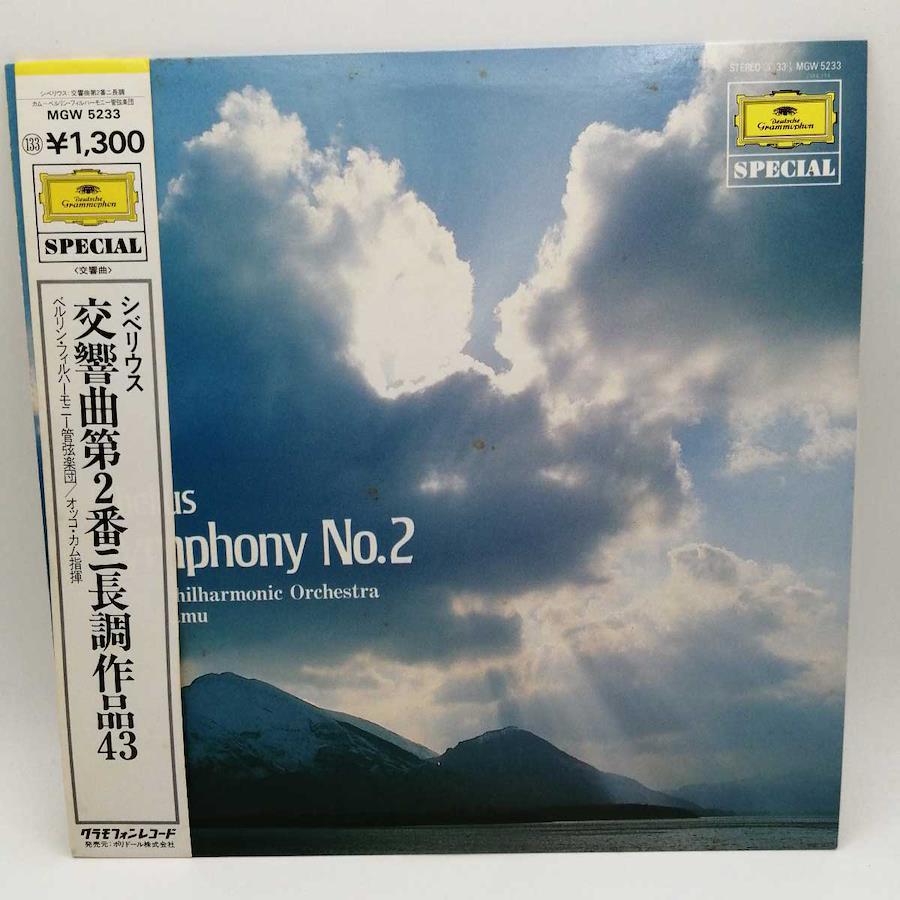 シベリウス:交響曲第2番ニ長調
カム=ベルリン・フィルハーモニー管弦楽団
MGW 5233
133 ¥1,300
Deutsche
Grammophon
SPECIAL
〈交響曲〉
シベリウス
交響曲第2番ニ長調作品43
ベルリン・フィルハーモニー管弦楽団/オッコ・カム指揮
グラモフォンレコード
発売元:ポリドール株式会社
STEREO 33⅓ MGW 5233
Deutsche
Grammophon
SPECIAL
us
phony No.2
hilharmonic Orchestra
mu